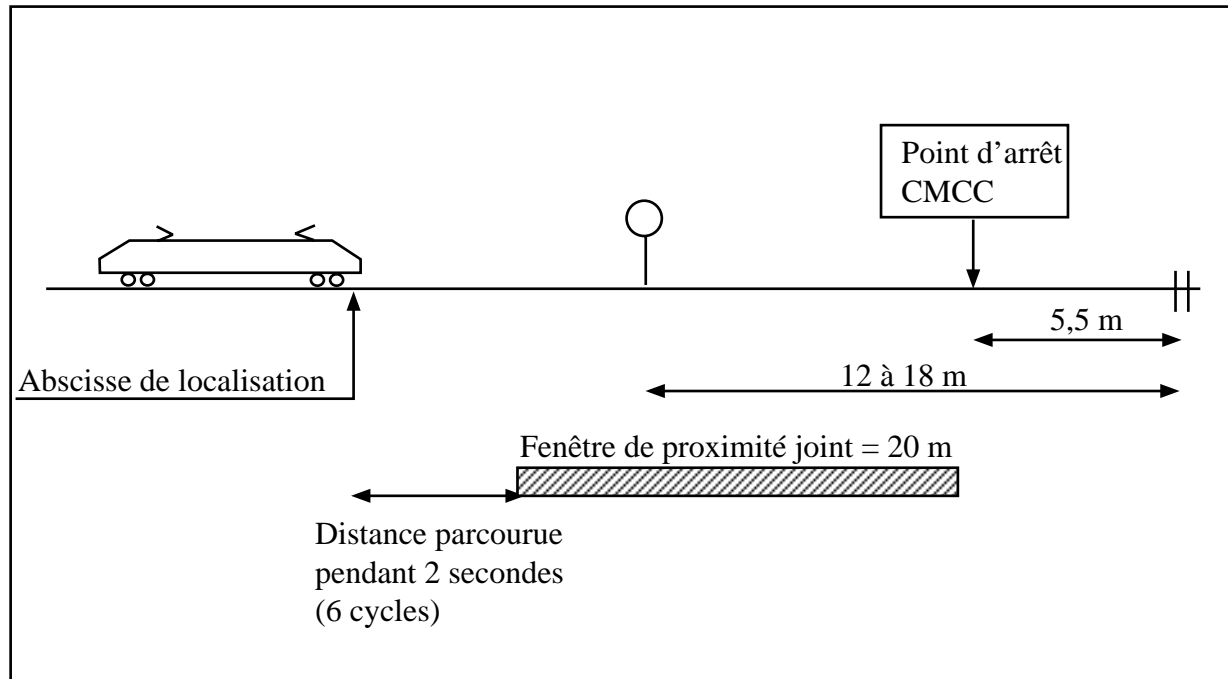 Point d’arrêt
CMCC
5,5 m
Abscisse de localisation
12 à 18 m
Fenêtre de proximité joint = 20 m
Distance parcourue
pendant 2 secondes
(6 cycles)